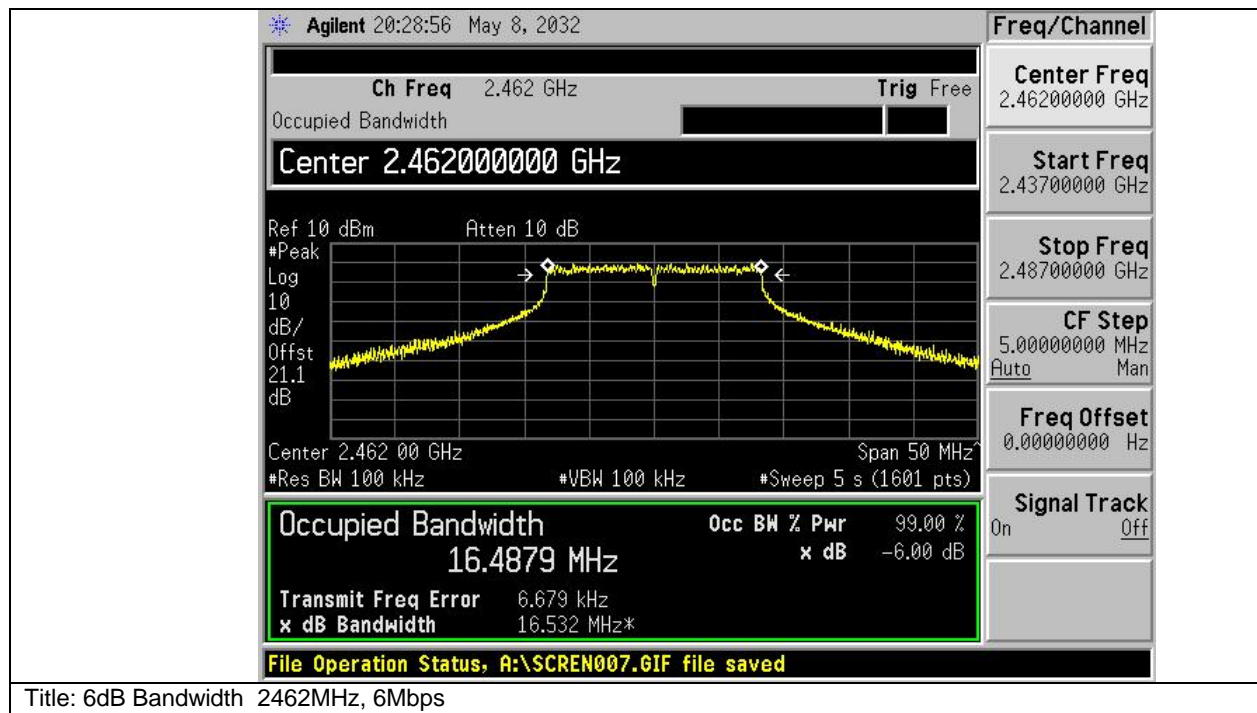 Agilent 20:28:56 May 8, 2032
Freq/Channel
Ch Freq 2.462 GHz Trig Free
Occupied Bandwidth
Center 2.462000000 GHz
Ref 10 dBm Atten 10 dB
#Peak
Log
10
dB/
Offst
21.1
dB
Center 2.462 00 GHz Span 50 MHz^
#Res BW 100 kHz #VBW 100 kHz #Sweep 5 s (1601 pts)
Occupied Bandwidth
16.4879 MHz
Occ BW % Pwr 99.00 %
x dB -6.00 dB
Transmit Freq Error 6.679 kHz
x dB Bandwidth 16.532 MHz*
File Operation Status, A:\SCREN007.GIF file saved
Center Freq
2.46200000 GHz
Start Freq
2.43700000 GHz
Stop Freq
2.48700000 GHz
CF Step
5.00000000 MHz
Auto Man
Freq Offset
0.00000000 Hz
Signal Track
On Off
Title: 6dB Bandwidth 2462MHz, 6Mbps